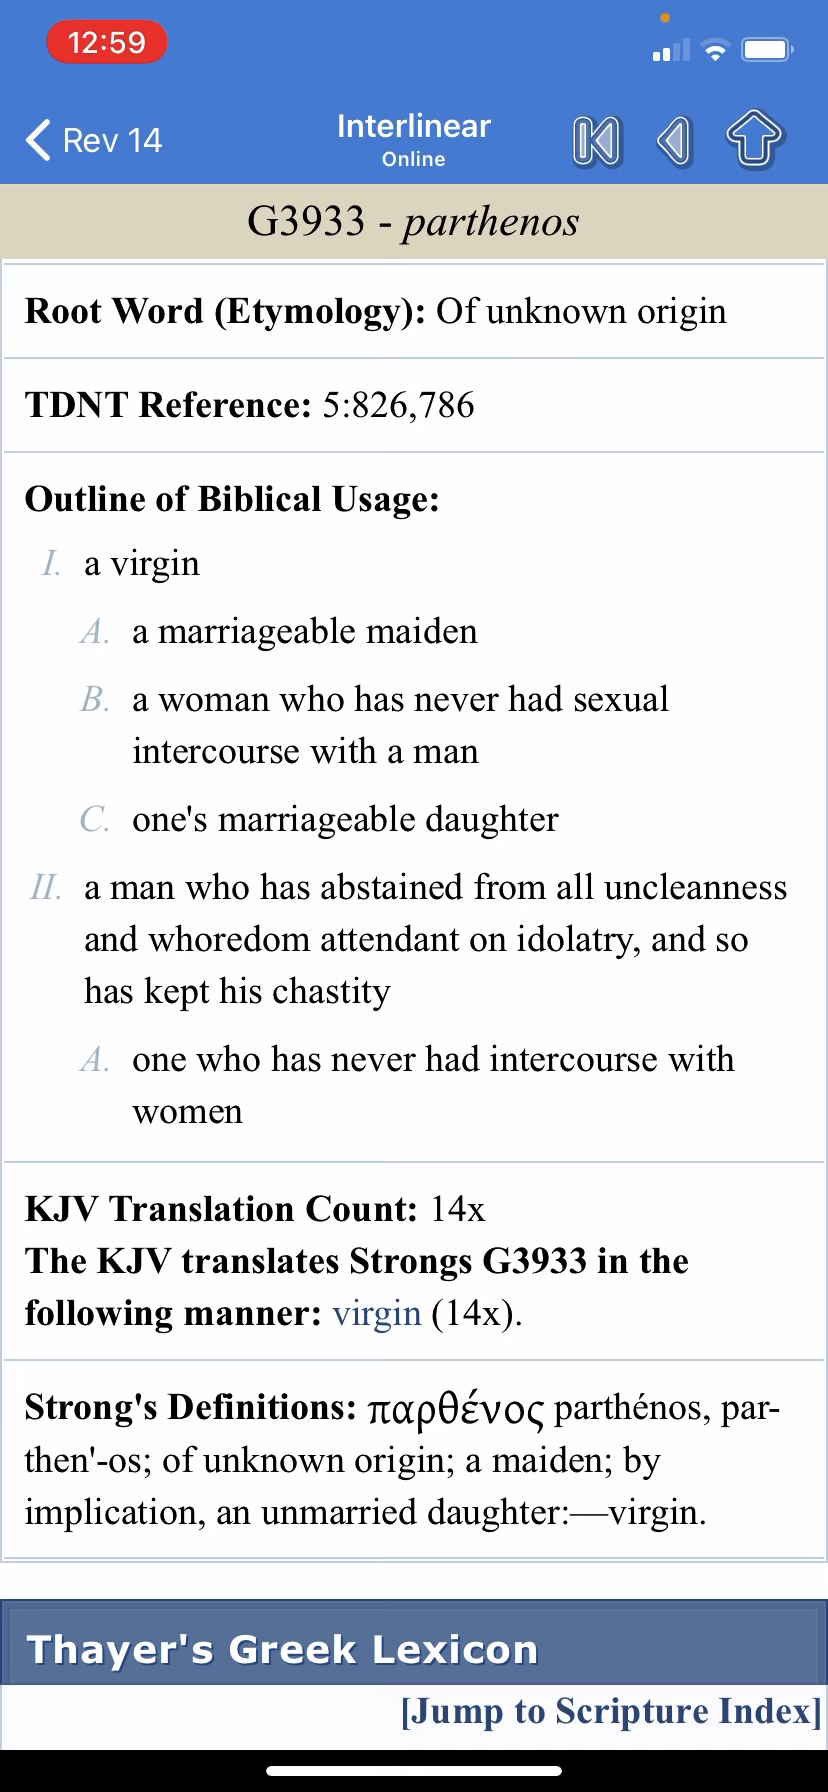 12:59
Rev 14
Interlinear
Online
G3933 - parthenos
Root Word (Etymology): Of unknown origin
TDNT Reference: 5:826,786
Outline of Biblical Usage:
I. a virgin
A. a marriageable maiden
B. a woman who has never had sexual
intercourse with a man
C. one's marriageable daughter
II. a man who has abstained from all uncleanness
and whoredom attendant on idolatry, and so
has kept his chastity
A. one who has never had intercourse with
women
KJV Translation Count: 14x
The KJV translates Strongs G3933 in the
following manner: virgin (14x).
Strong's Definitions: παρθένος parthénos, par-
then'-os; of unknown origin; a maiden; by
implication, an unmarried daughter:—virgin.
Thayer's Greek Lexicon
[Jump to Scripture Index]